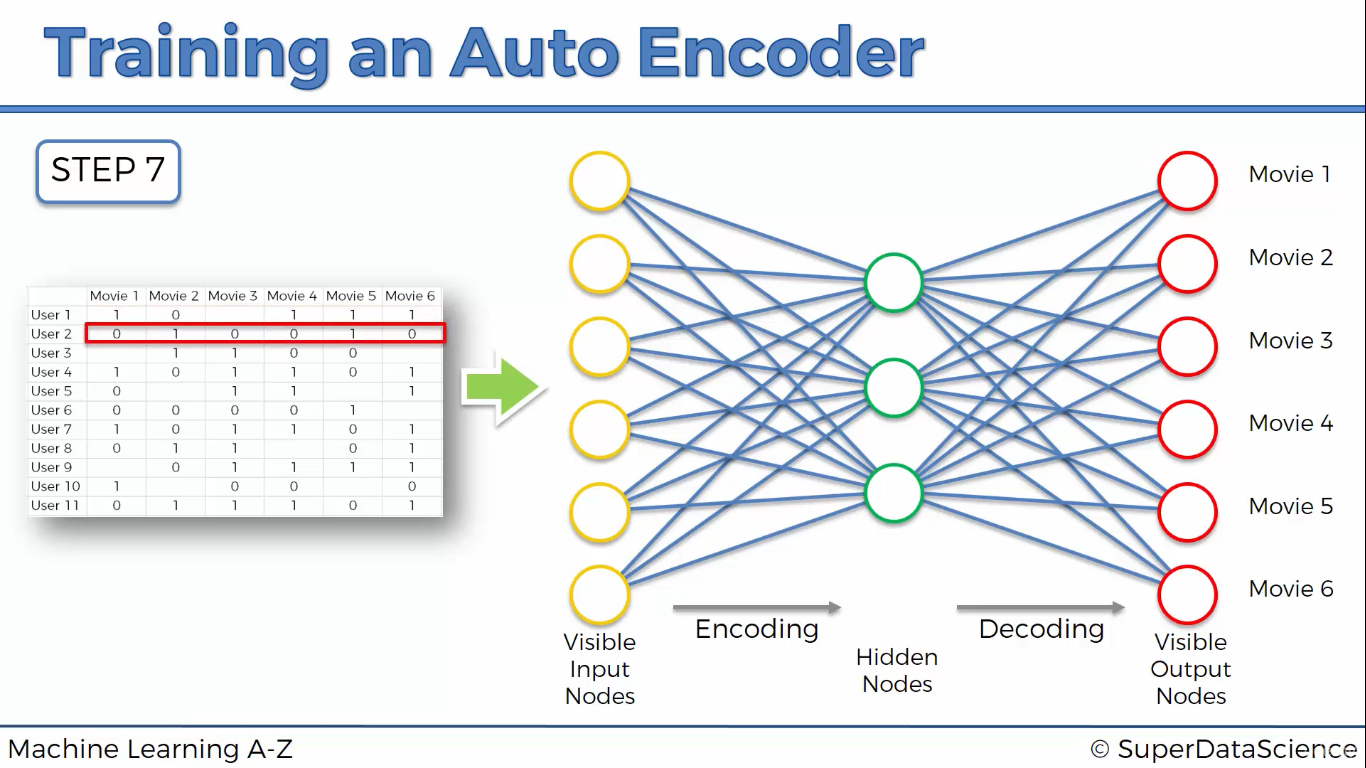 Training an Auto Encoder
STEP 7
Movie 1 Movie 2 Movie 3 Movie 4 Movie 5 Movie 6
User 1 1 0 1 1 1
User 2 0 1 0 0 1 0
User 3 1 1 0 0
User 4 1 0 1 1 0 1
User 5 0 1 1 1
User 6 0 0 0 0 1
User 7 1 0 1 1 0 1
User 8 0 1 1 0 1
User 9 0 1 1 1 1
User 10 1 0 0 0
User 11 0 1 1 1 0 1
Movie 1
Movie 2
Movie 3
Movie 4
Movie 5
Movie 6
Encoding
Decoding
Visible
Input
Nodes
Hidden
Nodes
Visible
Output
Nodes
Machine Learning A-Z
© SuperDataScience